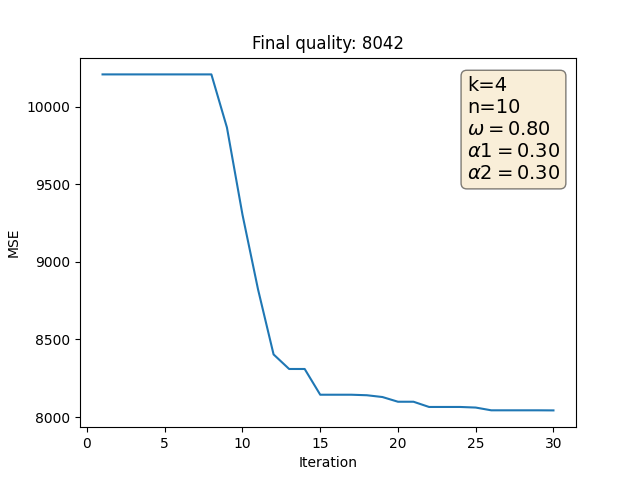 Final quality: 8042
k=4
n=10
ω = 0.80
α1 = 0.30
α2 = 0.30
MSE
10000
9500
9000
8500
8000
0 5 10 15 20 25 30
Iteration